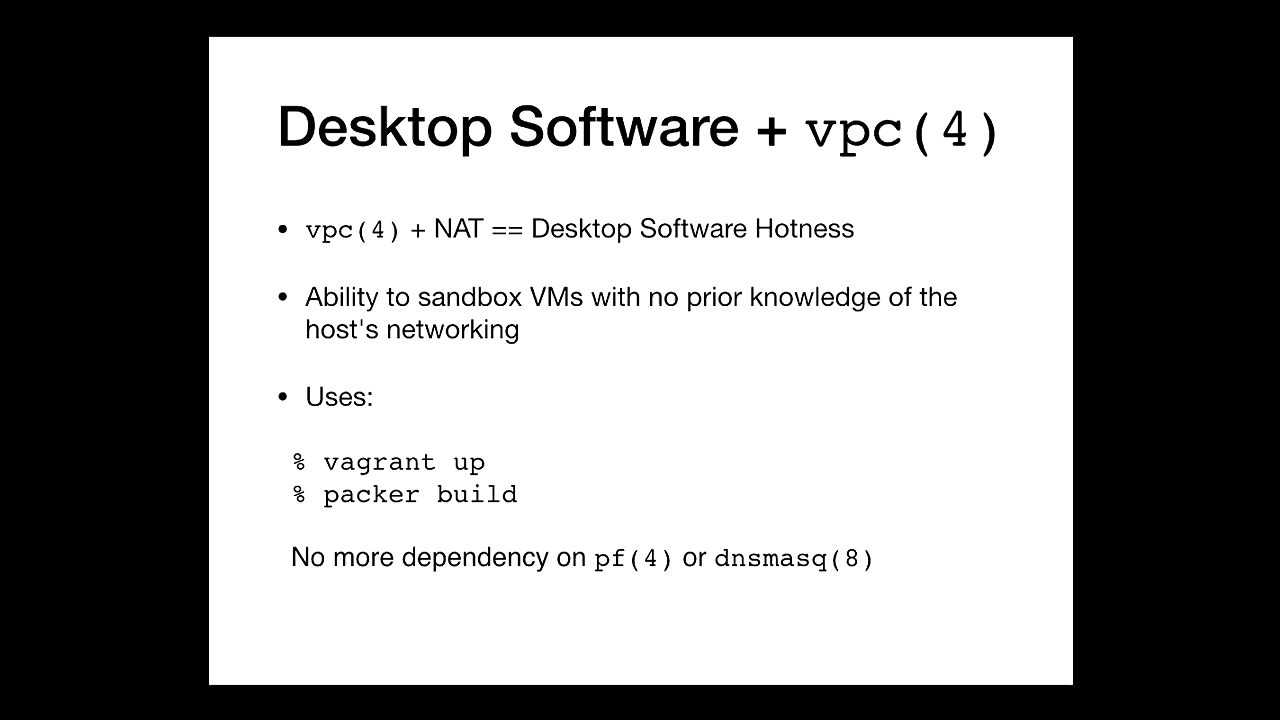 Desktop Software + vpc(4)
• vpc(4) + NAT == Desktop Software Hotness
• Ability to sandbox VMs with no prior knowledge of the
host's networking
• Uses:
% vagrant up
% packer build
No more dependency on pf(4) or dnsmasq(8)